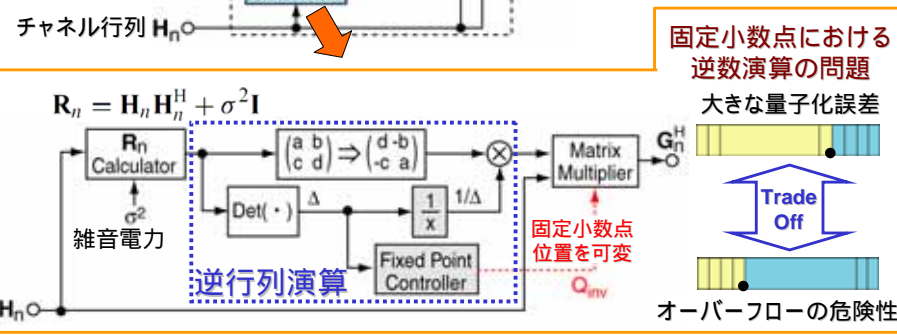 チャネル行列 Hₙ
固定小数点における
逆数演算の問題
Rₙ = HₙHₙᴴ + σ²I
大きな量子化誤差
Rₙ
Calculator
(a b
c d) ⇒ (d -b
-c a)
⊗
Matrix
Multiplier
Gₙᴴ
σ²
雑音電力
Det(・)
Δ
1
x
1/Δ
固定小数点
位置を可変
Trade
Off
逆行列演算
Fixed Point
Controller
Qᵢₙᵥ
Hₙ
オーバーフローの危険性